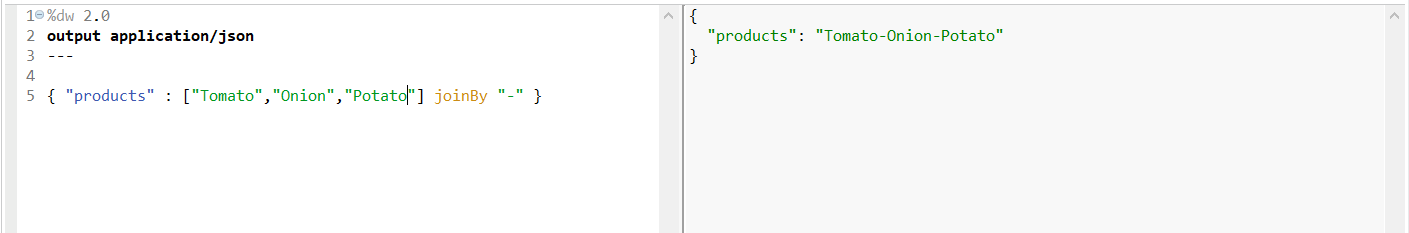 1 %dw 2.0
2 output application/json
3 ---
4
5 { "products" : ["Tomato","Onion","Potato"] joinBy "-" }
{
  "products": "Tomato-Onion-Potato"
}